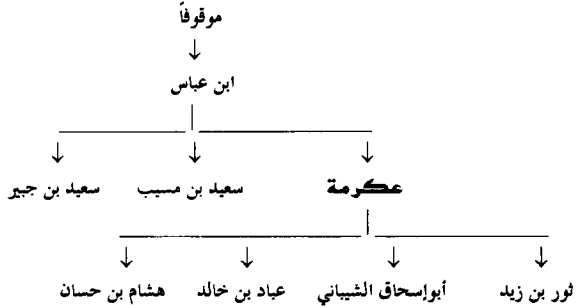 موقوفاً
ابن عباس
عكرمة سعيد بن مسيب سعيد بن جبير
ثور بن زيد أبوإسحاق الشيباني عباد بن خالد هشام بن حسان